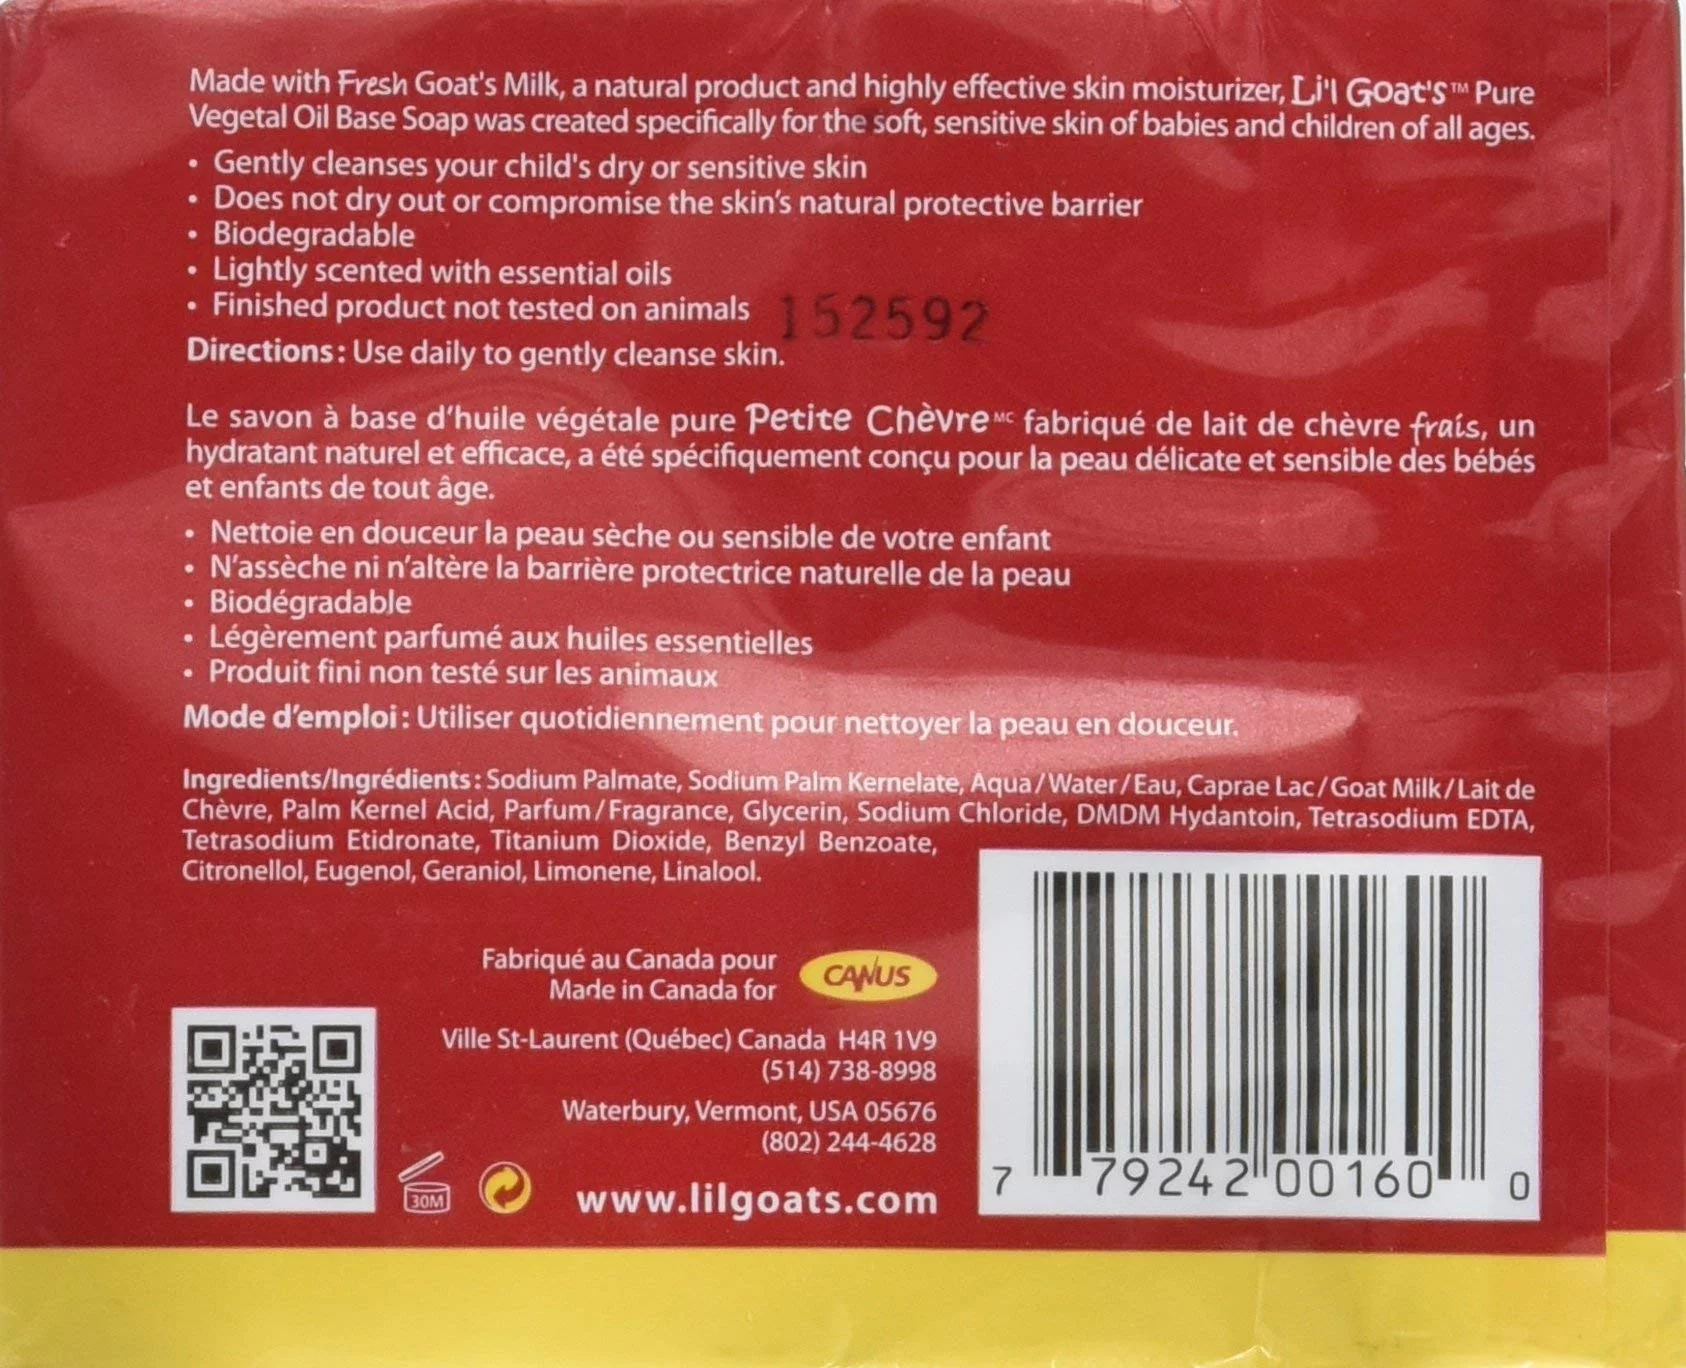 Made with Fresh Goat's Milk, a natural product and highly effective skin moisturizer, Li'l Goat's™ Pure
Vegetal Oil Base Soap was created specifically for the soft, sensitive skin of babies and children of all ages.
• Gently cleanses your child's dry or sensitive skin
• Does not dry out or compromise the skin's natural protective barrier
• Biodegradable
• Lightly scented with essential oils
• Finished product not tested on animals
152592
Directions: Use daily to gently cleanse skin.
Le savon à base d'huile végétale pure Petite Chèvre MC fabriqué de lait de chèvre frais, un
hydratant naturel et efficace, a été spécifiquement conçu pour la peau délicate et sensible des bébés
et enfants de tout âge.
• Nettoie en douceur la peau sèche ou sensible de votre enfant
• N'assèche ni n'altère la barrière protectrice naturelle de la peau
• Biodégradable
• Légèrement parfumé aux huiles essentielles
• Produit fini non testé sur les animaux
Mode d'emploi: Utiliser quotidiennement pour nettoyer la peau en douceur.
Ingredients/Ingrédients: Sodium Palmate, Sodium Palm Kernelate, Aqua/Water/Eau, Caprae Lac/Goat Milk/Lait de
Chèvre, Palm Kernel Acid, Parfum/Fragrance, Glycerin, Sodium Chloride, DMDM Hydantoin, Tetrasodium EDTA,
Tetrasodium Etidronate, Titanium Dioxide, Benzyl Benzoate,
Citronellol, Eugenol, Geraniol, Limonene, Linalool.
Fabriqué au Canada pour
Made in Canada for
CANUS
Ville St-Laurent (Québec) Canada H4R 1V9
(514) 738-8998
Waterbury, Vermont, USA 05676
(802) 244-4628
30M
www.lilgoats.com
7 79242 00160 0